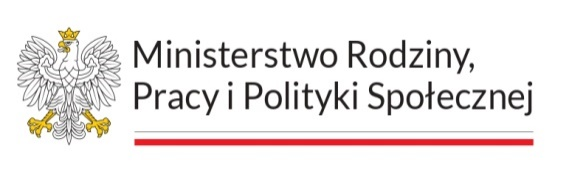 Ministerstwo Rodziny,
Pracy i Polityki Społecznej